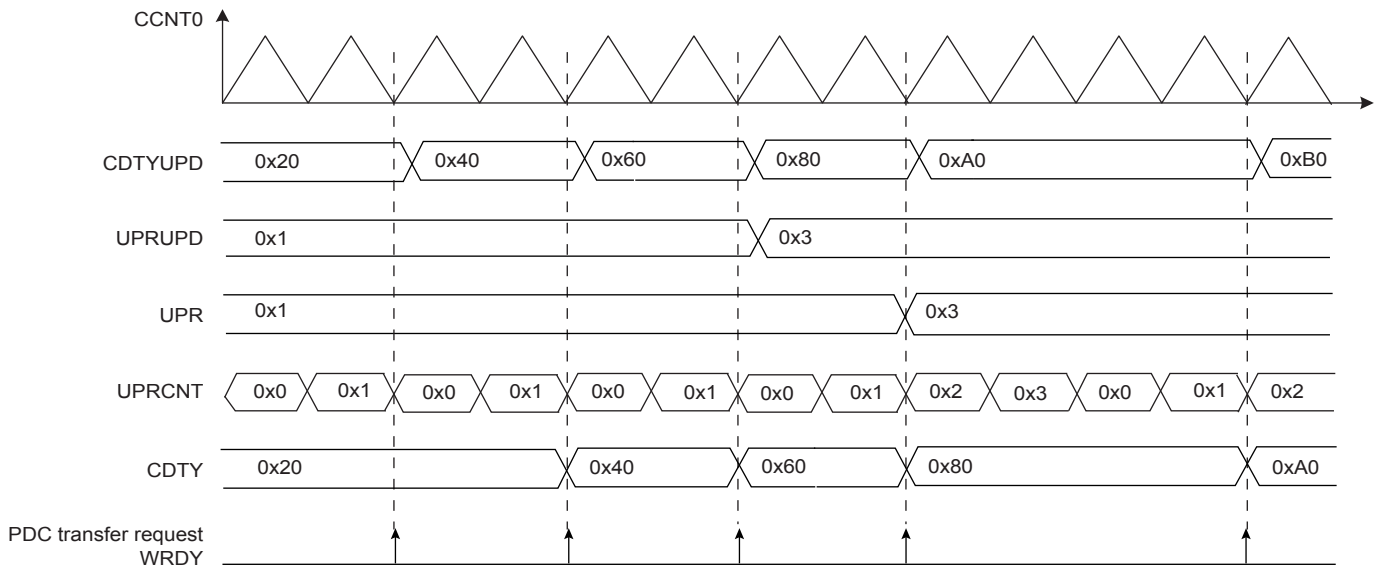 CCNT0
CDTYUPD 0x20 0x40 0x60 0x80 0xA0 0xB0
UPRUPD 0x1 0x3
UPR 0x1 0x3
UPRCNT 0x0 0x1 0x0 0x1 0x0 0x1 0x0 0x1 0x2 0x3 0x0 0x1 0x2
CDTY 0x20 0x40 0x60 0x80 0xA0
PDC transfer request
WRDY